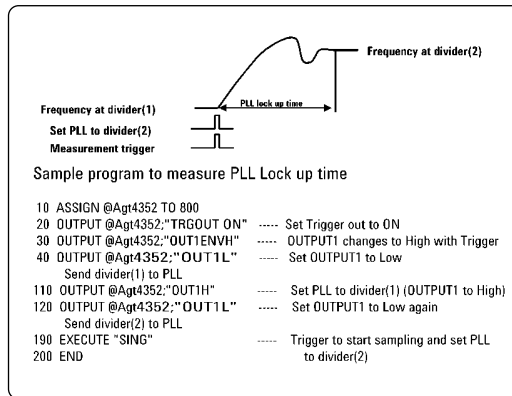 Frequency at divider(2)
PLL lock up time
Frequency at divider(1)
Set PLL to divider(2)
Measurement trigger
Sample program to measure PLL Lock up time
10 ASSIGN @Agt4352 TO 800
20 OUTPUT @Agt4352;"TRGOUT ON" ----- Set Trigger out to ON
30 OUTPUT @Agt4352;"OUT1ENVH" ----- OUTPUT1 changes to High with Trigger
40 OUTPUT @Agt4352;"OUT1L" ----- Set OUTPUT1 to Low
Send divider(1) to PLL
110 OUTPUT @Agt4352;"OUT1H" ----- Set PLL to divider(1) (OUTPUT1 to High)
120 OUTPUT @Agt4352;"OUT1L" ----- Set OUTPUT1 to Low again
Send divider(2) to PLL
190 EXECUTE "SING" ----- Trigger to start sampling and set PLL
to divider(2)
200 END